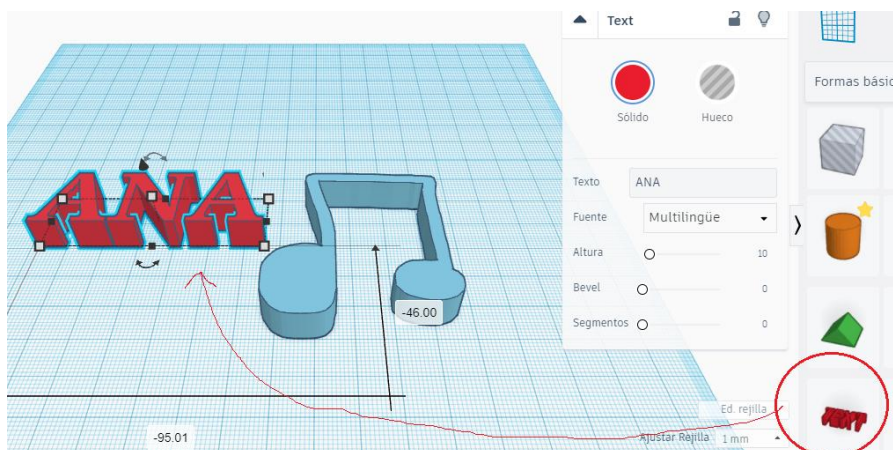 Text
Formas básic
Sólido
Hueco
Texto
ANA
Fuente
Multilingüe
Altura
10
Bevel
0
Segmentos
0
ANA
-46.00
-95.01
Ed. rejilla
Ajustar Rejilla
1 mm
TEXT